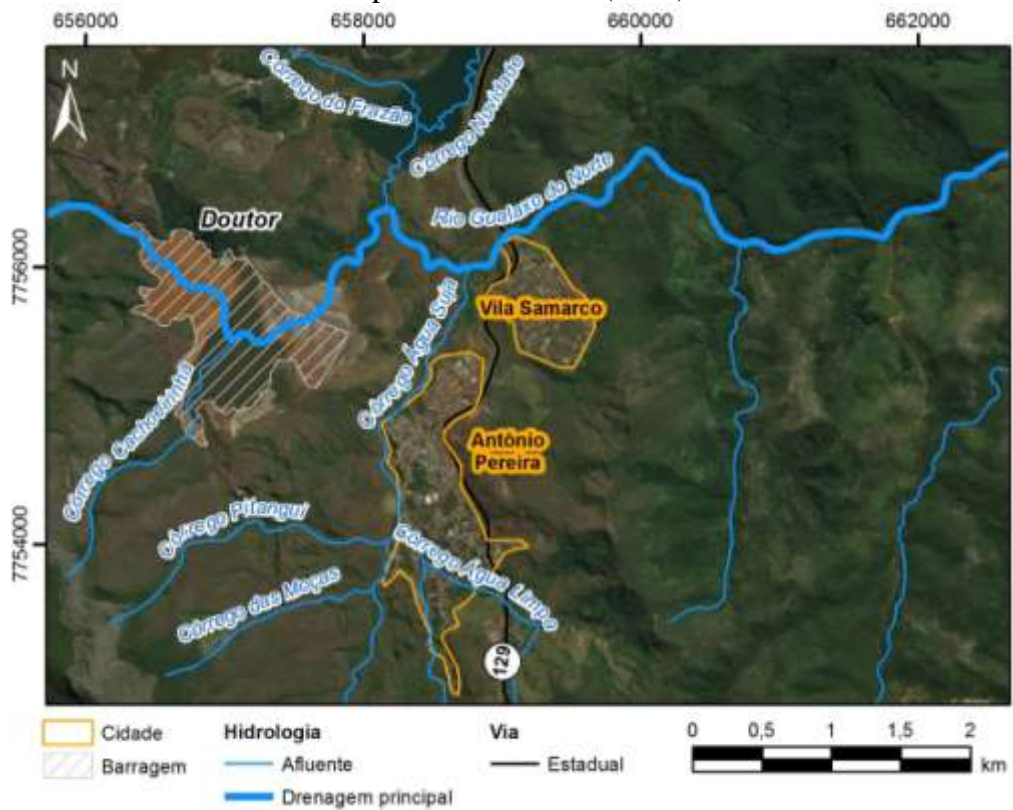 656000
658000
660000
662000
N
Córrego do Frazão
Córrego Novidade
Rio Gualaxo do Norte
Doutor
7756000
Vila Samarco
Córrego Água Suja
Córrego Cachoeirinha
Antônio
Pereira
Córrego Pitangui
7754000
Córrego Água Limpa
Córrego das Moças
129
Cidade
Barragem
Hidrologia
Afluente
Drenagem principal
Via
Estadual
0 0,5 1 1,5 2
km